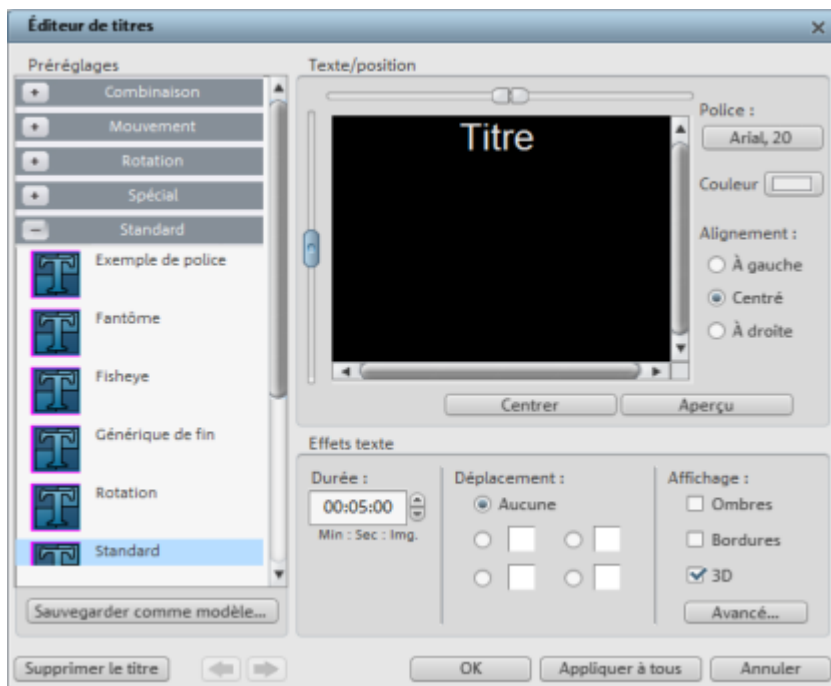 Éditeur de titres
Préréglages
Combinaison
Mouvement
Rotation
Spécial
Standard
Exemple de police
Fantôme
Fisheye
Générique de fin
Rotation
Standard
Sauvegarder comme modèle...
Texte/position
Titre
Police :
Arial, 20
Couleur
Alignement :
À gauche
Centré
À droite
Centrer
Aperçu
Effets texte
Durée :
00:05:00
Min : Sec : Img.
Déplacement :
Aucune
Affichage :
Ombres
Bordures
3D
Avancé...
Supprimer le titre
OK
Appliquer à tous
Annuler